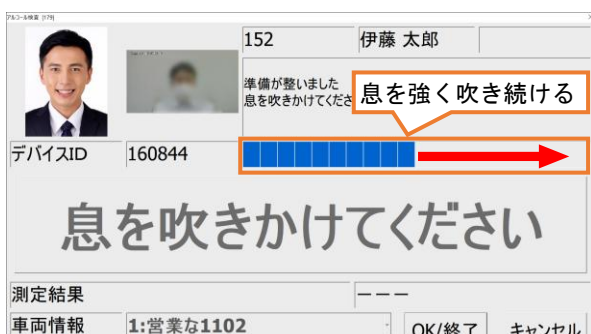 アルコール検査 [179]
152 伊藤 太郎
準備が整いました
息を吹きかけてくださ
息を強く吹き続ける
デバイスID 160844
息を吹きかけてください
測定結果 ---
車両情報 1:営業な1102 OK/終了 キャンセル